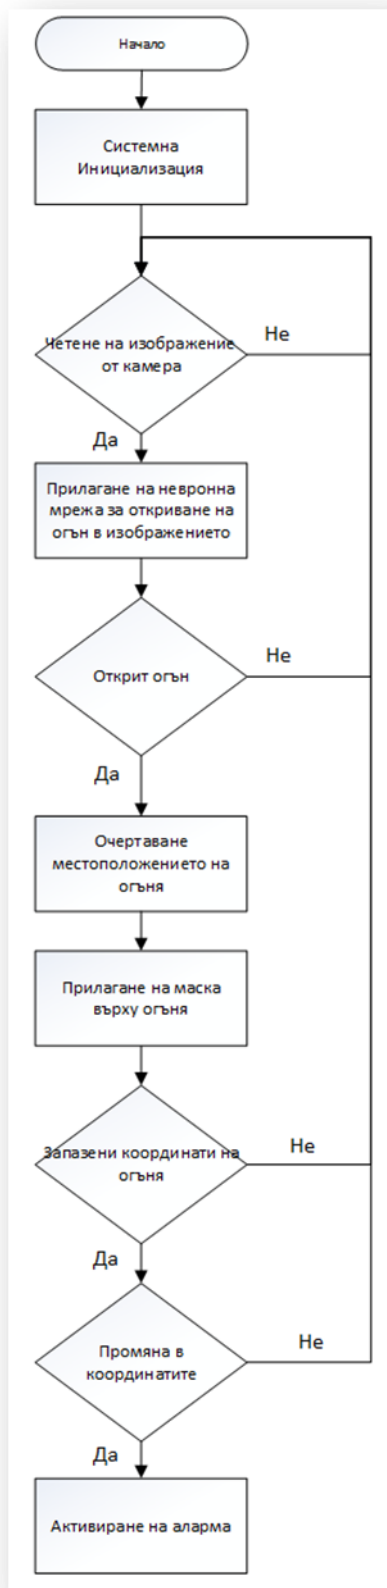 Начало
Системна
Инициализация
Четене на изображение
от камера
Не
Да
Прилагане на невронна
мрежа за откриване на
огън в изображението
Открит огън
Не
Да
Очертаване
местоположението на
огъня
Прилагане на маска
върху огъня
Запазени координати на
огъня
Не
Да
Промяна в
координатите
Не
Да
Активиране на аларма